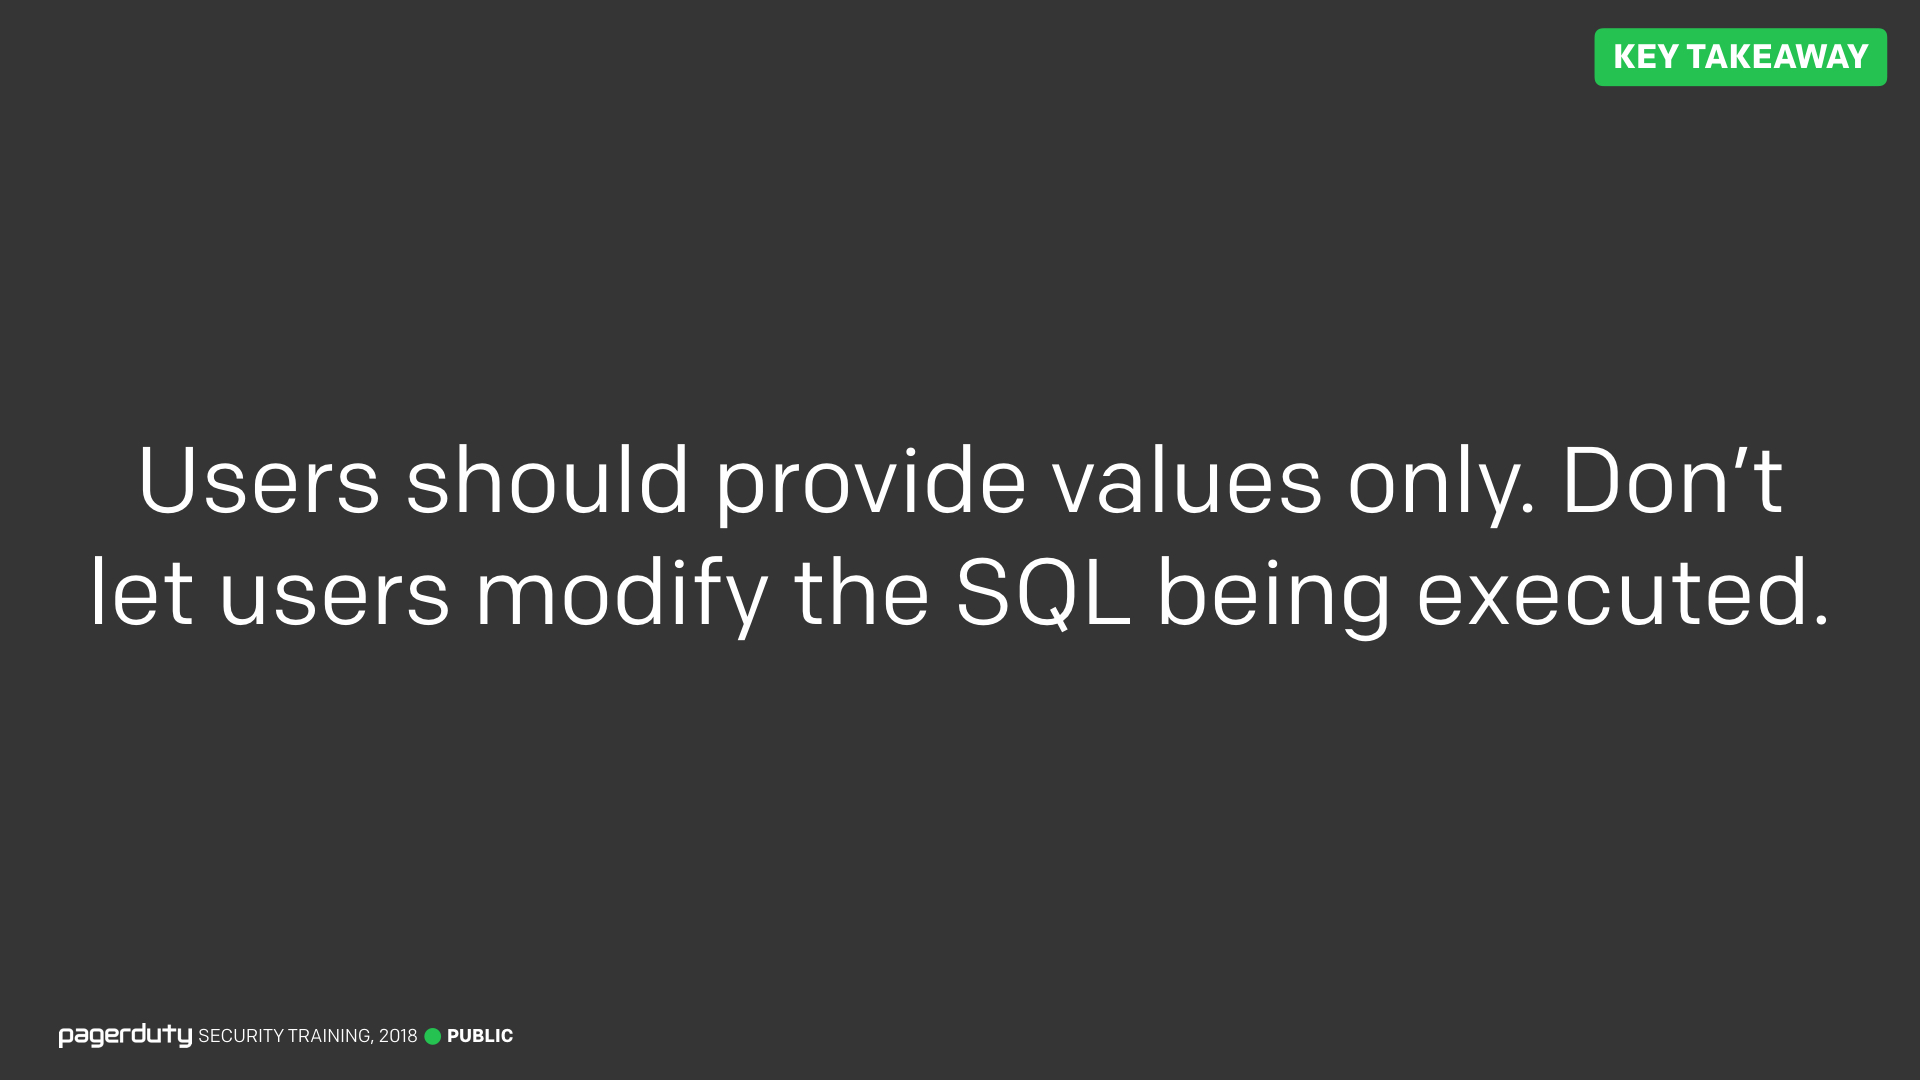 KEY TAKEAWAY
Users should provide values only. Don’t
let users modify the SQL being executed.
pagerduty SECURITY TRAINING, 2018 PUBLIC